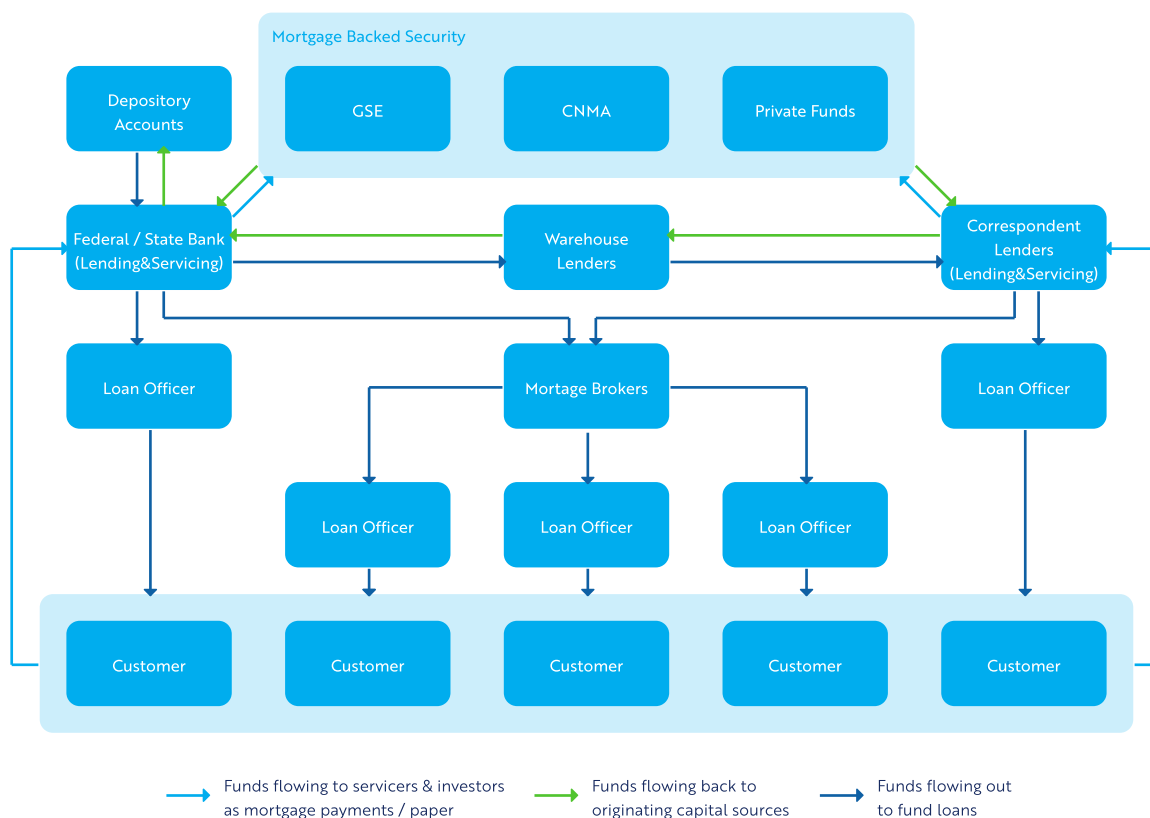 Mortgage Backed Security
Depository
Accounts
GSE
CNMA
Private Funds
Federal / State Bank
(Lending&Servicing)
Warehouse
Lenders
Correspondent
Lenders
(Lending&Servicing)
Loan Officer
Mortage Brokers
Loan Officer
Loan Officer
Loan Officer
Loan Officer
Customer
Customer
Customer
Customer
Customer
Funds flowing to servicers & investors
as mortgage payments / paper
Funds flowing back to
originating capital sources
Funds flowing out
to fund loans